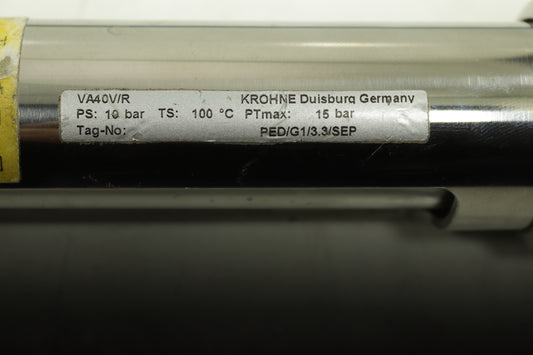 VA40V/R KROHNE Duisburg Germany
PS: 10 bar TS: 100 °C PTmax: 15 bar
Tag-No: PED/G1/3.3/SEP